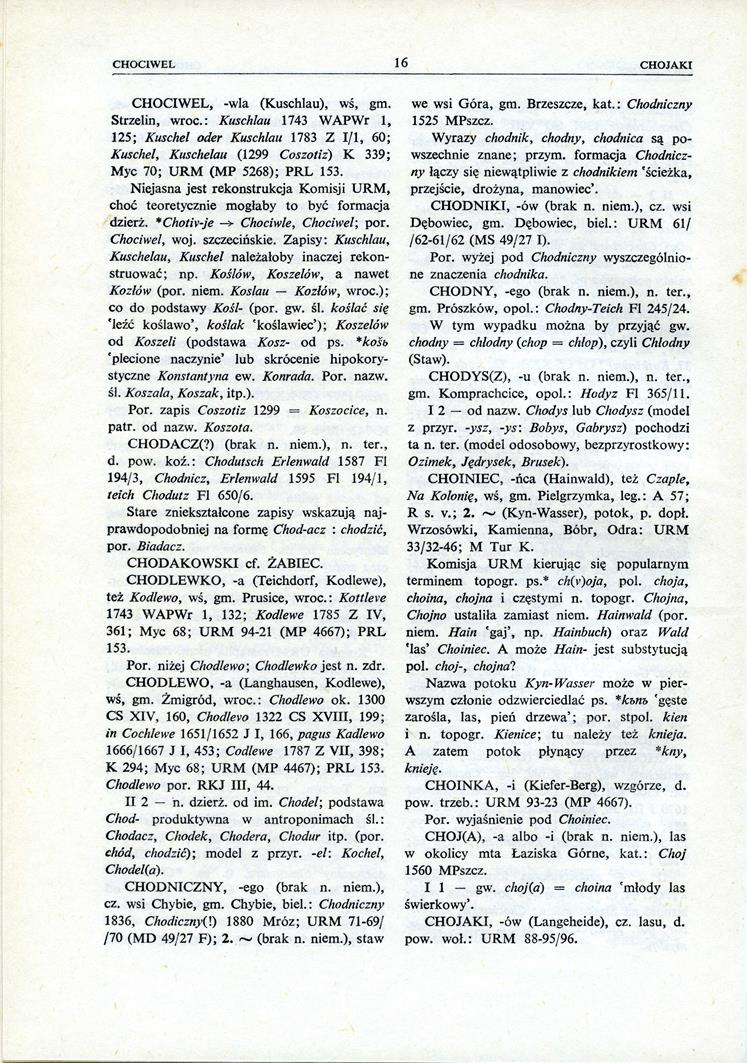 CHOCIWEL 16 CHOJAKI
CHOCIWEL, -wla (Kuschlau), wś, gm.
Strzelin, wroc.: Kuschlau 1743 WAPWr 1,
125; Kuschel oder Kuschlau 1783 Z I/1, 60;
Kuschel, Kuschelau (1299 Coszotiz) K 339;
Myc 70; URM (MP 5268); PRL 153.
Niejasna jest rekonstrukcja Komisji URM,
choć teoretycznie mogłaby to być formacja
dzierż. *Chotiv-je —» Chociwle, Chociwel; por.
Chociwel, woj. szczecińskie. Zapisy: Kuschlau,
Kuschelau, Kuschel należałoby inaczej rekon-
struować; np. Koślów, Koszelów, a nawet
Kozłów (por. niem. Koslau — Kozłów, wroc.);
co do podstawy Kośl- (por. gw. śl. koślać się
‘leźć koślawo’, koślak ‘koślawiec’); Koszelów
od Koszeli (podstawa Kosz- od ps. *košь
‘plecione naczynie’ lub skrócenie hipokory-
styczne Konstantyna ew. Konrada. Por. nazw.
śl. Koszala, Koszak, itp.).
Por. zapis Coszotiz 1299 = Koszocice, n.
patr. od nazw. Koszota.
CHODACZ(?) (brak n. niem.), n. ter.,
d. pow. koź.: Chodutsch Erlenwald 1587 Fl
194/3, Chodnicz, Erlenwald 1595 Fl 194/1,
teich Chodutz Fl 650/6.
Stare zniekształcone zapisy wskazują naj-
prawdopodobniej na formę Chod-acz : chodzić,
por. Biadacz.
CHODAKOWSKI cf. ŻABIEC.
CHODLEWKO, -a (Teichdorf, Kodlewe),
też Kodlewo, wś, gm. Prusice, wroc.: Kottleve
1743 WAPWr 1, 132; Kodlewe 1785 Z IV,
361; Myc 68; URM 94-21 (MP 4667); PRL
153.
Por. niżej Chodlewo; Chodlewko jest n. zdr.
CHODLEWO, -a (Langhausen, Kodlewe),
wś, gm. Żmigród, wroc.: Chodlewo ok. 1300
CS XIV, 160, Chodlevo 1322 CS XVIII, 199;
in Cochlewe 1651/1652 J I, 166, pagus Kadlewo
1666/1667 J I, 453; Codlewe 1787 Z VII, 398;
K 294; Myc 68; URM (MP 4467); PRL 153.
Chodlewo por. RKJ III, 44.
II 2 — n. dzierż. od im. Chodel; podstawa
Chod- produktywna w antroponimach śl.:
Chodacz, Chodek, Chodera, Chodur itp. (por.
chód, chodzić); model z przyr. -el: Kochel,
Chodel(a).
CHODNICZNY, -ego (brak n. niem.),
cz. wsi Chybie, gm. Chybie, biel.: Chodniczny
1836, Chodiczny(!) 1880 Mróz; URM 71-69/
/70 (MD 49/27 F); 2. ~ (brak n. niem.), staw
we wsi Góra, gm. Brzeszcze, kat.: Chodniczny
1525 MPszcz.
Wyrazy chodnik, chodny, chodnica są po-
wszechnie znane; przym. formacja Chodnicz-
ny łączy się niewątpliwie z chodnikiem ‘ścieżka,
przejście, drożyna, manowiec’.
CHODNIKI, -ów (brak n. niem.), cz. wsi
Dębowiec, gm. Dębowiec, biel.: URM 61/
/62-61/62 (MS 49/27 I).
Por. wyżej pod Chodniczny wyszczególnio-
ne znaczenia chodnika.
CHODNY, -ego (brak n. niem.), n. ter.,
gm. Prószków, opol.: Chodny-Teich Fl 245/24.
W tym wypadku można by przyjąć gw.
chodny = chłodny (chop = chłop), czyli Chłodny
(Staw).
CHODYS(Z), -u (brak n. niem.), n. ter.,
gm. Komprachcice, opol.: Hodyz Fl 365/11.
I 2 — od nazw. Chodys lub Chodysz (model
z przyr. -ysz, -ys: Bobys, Gabrysz) pochodzi
ta n. ter. (model odosobowy, bezprzyrostkowy:
Ozimek, Jędrysek, Brusek).
CHOINIEC, -ńca (Hainwald), też Czaple,
Na Kolonię, wś, gm. Pielgrzymka, leg.: A 57;
R s. v.; 2. ~ (Kyn-Wasser), potok, p. dopł.
Wrzosówki, Kamienna, Bóbr, Odra: URM
33/32-46; M Tur K.
Komisja URM kierując się popularnym
terminem topogr. ps.* ch(v)oja, pol. choja,
choina, chojna i częstymi n. topogr. Chojna,
Chojno ustaliła zamiast niem. Hainwald (por.
niem. Hain ‘gaj’, np. Hainbuch) oraz Wald
‘las’ Choiniec. A może Hain- jest substytucją
pol. choj-, chojna?
Nazwa potoku Kyn-Wasser może w pier-
wszym członie odzwierciedlać ps. *kъnь ‘gęste
zarośla, las, pień drzewa’; por. stpol. kien
i n. topogr. Kienice; tu należy też knieja.
A zatem potok płynący przez *kny,
knieję.
CHOINKA, -i (Kiefer-Berg), wzgórze, d.
pow. trzeb.: URM 93-23 (MP 4667).
Por. wyjaśnienie pod Choiniec.
CHOJ(A), -a albo -i (brak n. niem.), las
w okolicy mta Łaziska Górne, kat.: Choj
1560 MPszcz.
I 1 — gw. choj(a) = choina ‘młody las
świerkowy’.
CHOJAKI, -ów (Langeheide), cz. lasu, d.
pow. woł.: URM 88-95/96.